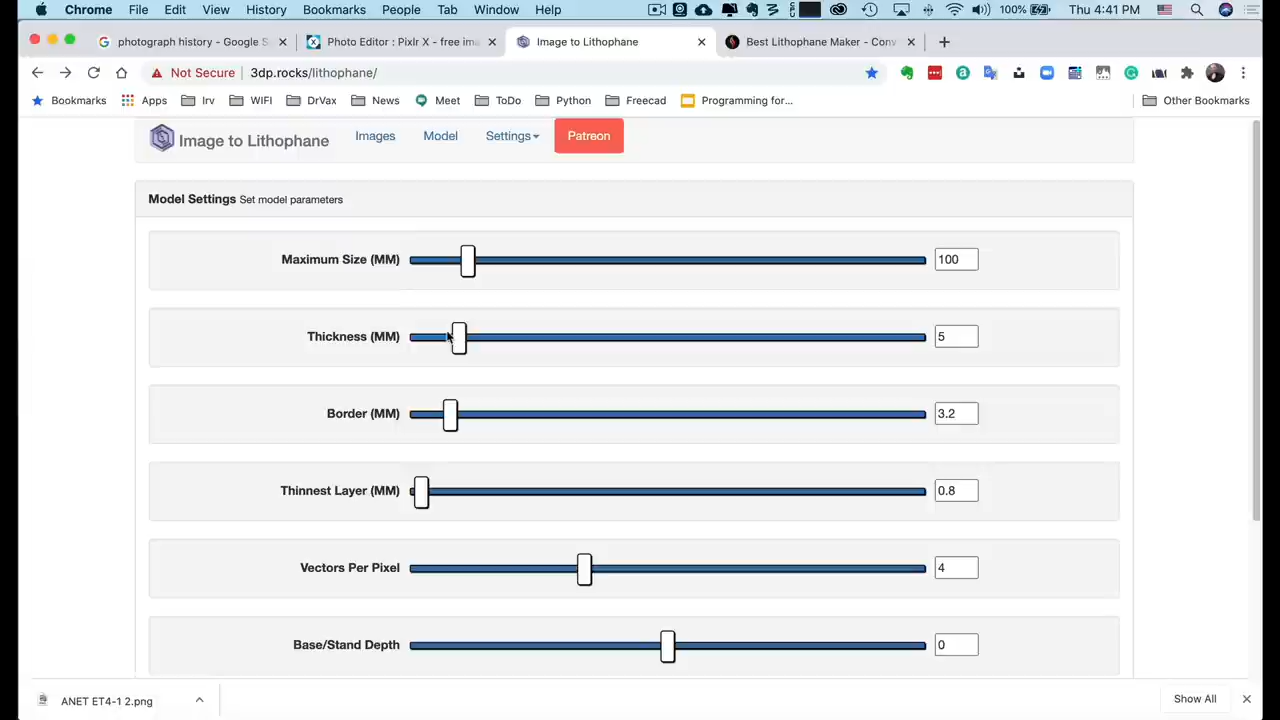 Chrome File Edit View History Bookmarks People Tab Window Help 100% Thu 4:41 PM
photograph history - Google S Photo Editor : Pixlr X - free ima Image to Lithophane Best Lithophane Maker - Conv
Not Secure 3dp.rocks/lithophane/
Bookmarks Apps Irv WIFI DrVax News Meet ToDo Python Freecad Programming for... Other Bookmarks
Image to Lithophane Images Model Settings Patreon
Model Settings Set model parameters
Maximum Size (MM) 100
Thickness (MM) 5
Border (MM) 3.2
Thinnest Layer (MM) 0.8
Vectors Per Pixel 4
Base/Stand Depth 0
ANET ET4-1 2.png Show All